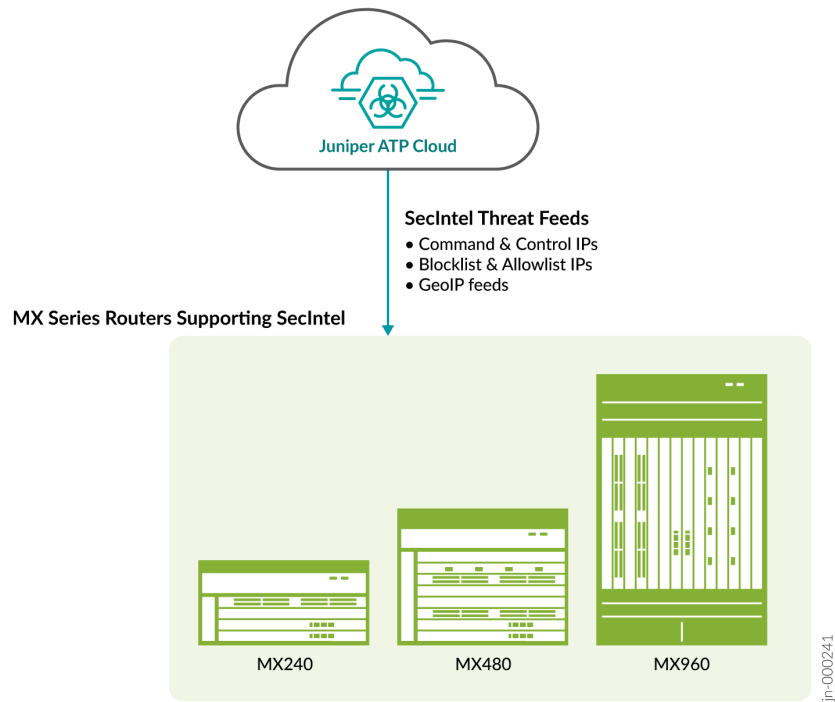 Juniper ATP Cloud
SecIntel Threat Feeds
• Command & Control IPs
• Blocklist & Allowlist IPs
• GeoIP feeds
MX Series Routers Supporting SecIntel
MX240
MX480
MX960
jn-000241